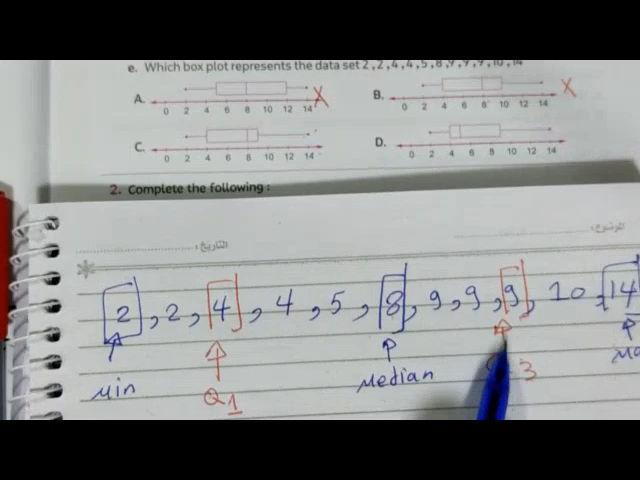 e. Which box plot represents the data set 2,2,4,4,5,8,9,9,9,10,14
A. 0 2 4 6 8 10 12 14 X
B. 0 2 4 6 8 10 12 14 X
C. 0 2 4 6 8 10 12 14
D. 0 2 4 6 8 10 12 14
2. Complete the following :
التاريخ :
الموضوع :
2, 2, 4, 4, 5, 8, 9, 9, 9, 10, 14
Min Q1 Median 3